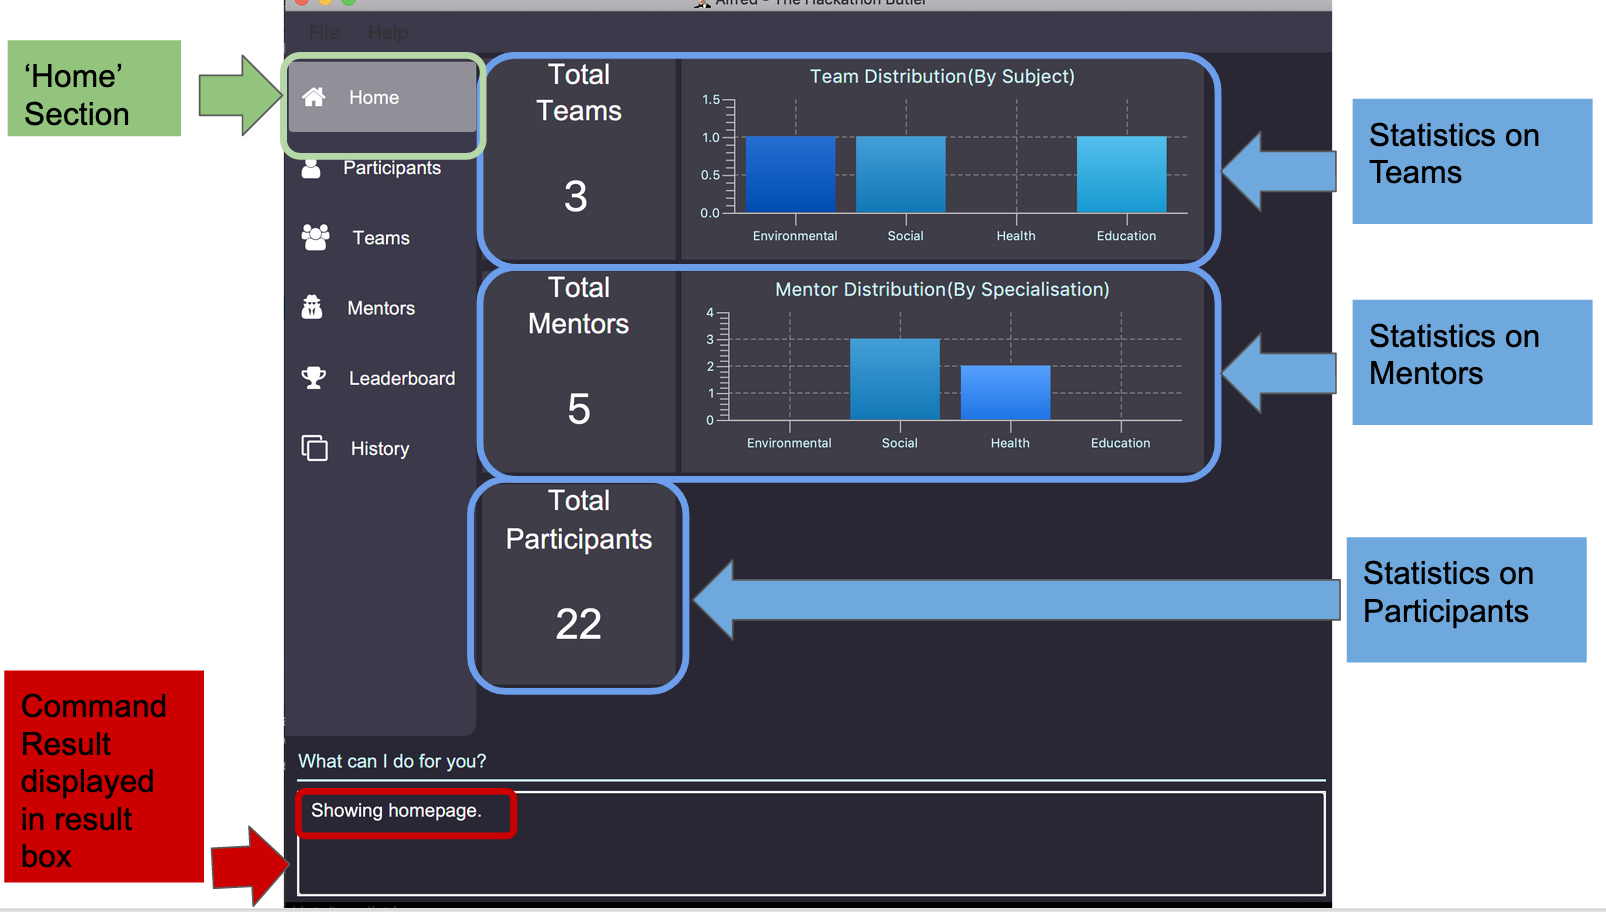 Alfred - The Hackathon Butler
File Help
‘Home’
Section
Home
Participants
Teams
Mentors
Leaderboard
History
Total
Teams
3
Team Distribution(By Subject)
1.5
1.0
0.5
0.0
Environmental Social Health Education
Statistics on
Teams
Total
Mentors
5
Mentor Distribution(By Specialisation)
4
3
2
1
0
Environmental Social Health Education
Statistics on
Mentors
Total
Participants
22
Statistics on
Participants
Command
Result
displayed
in result
box
What can I do for you?
Showing homepage.